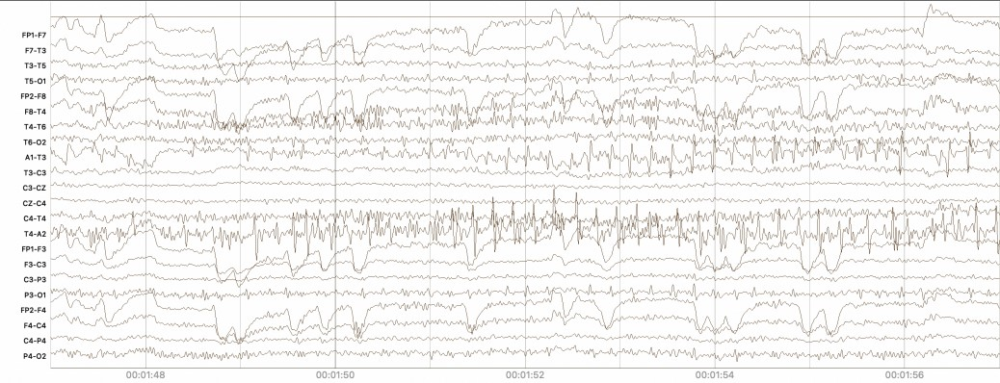 FP1-F7
F7-T3
T3-T5
T5-O1
FP2-F8
F8-T4
T4-T6
T6-O2
A1-T3
T3-C3
C3-CZ
CZ-C4
C4-T4
T4-A2
FP1-F3
F3-C3
C3-P3
P3-O1
FP2-F4
F4-C4
C4-P4
P4-O2
00:01:48 00:01:50 00:01:52 00:01:54 00:01:56